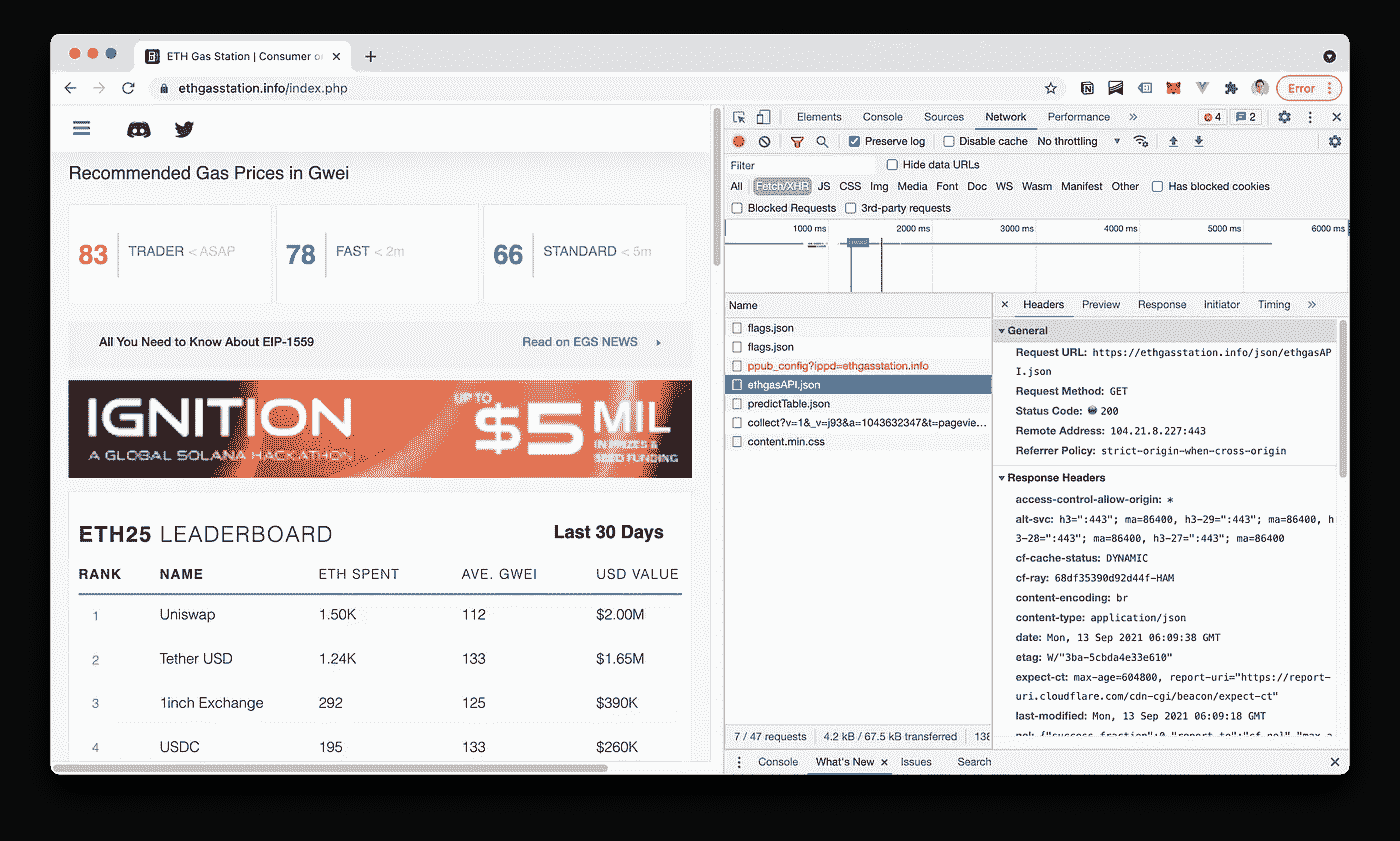 ETH Gas Station | Consumer o
ethgasstation.info/index.php
Error
Recommended Gas Prices in Gwei
83 TRADER < ASAP
78 FAST < 2m
66 STANDARD < 5m
All You Need to Know About EIP-1559
Read on EGS NEWS
IGNITION
A GLOBAL SOLANA HACKATHON
UP TO
$5 MIL
IN PRIZES &
SEED FUNDING
ETH25 LEADERBOARD
Last 30 Days
RANK NAME ETH SPENT AVE. GWEI USD VALUE
1 Uniswap 1.50K 112 $2.00M
2 Tether USD 1.24K 133 $1.65M
3 1inch Exchange 292 125 $390K
4 USDC 195 133 $260K
Elements Console Sources Network Performance » 4 2
Preserve log Disable cache No throttling
Filter Hide data URLs
All Fetch/XHR JS CSS Img Media Font Doc WS Wasm Manifest Other Has blocked cookies
Blocked Requests 3rd-party requests
1000 ms 2000 ms 3000 ms 4000 ms 5000 ms 6000 ms
Name
flags.json
flags.json
ppub_config?ippd=ethgasstation.info
ethgasAPI.json
predictTable.json
collect?v=1&_v=j93&a=1043632347&t=pagevie...
content.min.css
7 / 47 requests 4.2 kB / 67.5 kB transferred 138
Headers Preview Response Initiator Timing »
General
Request URL: https://ethgasstation.info/json/ethgasAP
I.json
Request Method: GET
Status Code: 200
Remote Address: 104.21.8.227:443
Referrer Policy: strict-origin-when-cross-origin
Response Headers
access-control-allow-origin: *
alt-svc: h3=":443"; ma=86400, h3-29=":443"; ma=86400, h
3-28=":443"; ma=86400, h3-27=":443"; ma=86400
cf-cache-status: DYNAMIC
cf-ray: 68df35390d92d44f-HAM
content-encoding: br
content-type: application/json
date: Mon, 13 Sep 2021 06:09:38 GMT
etag: W/"3ba-5cbda4e33e610"
expect-ct: max-age=604800, report-uri="https://report-
uri.cloudflare.com/cdn-cgi/beacon/expect-ct"
last-modified: Mon, 13 Sep 2021 06:09:18 GMT
nel: {"success_fraction":0,"report_to":"cf-nel","max_a
Console What's New Issues Search